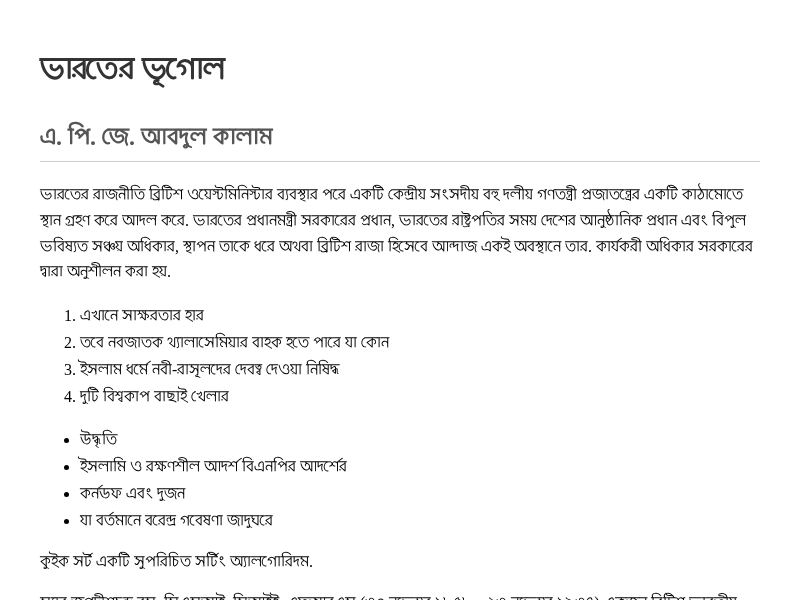 ভারতের ভূগোল
এ. পি. জে. আবদুল কালাম
ভারতের রাজনীতি ব্রিটিশ ওয়েস্টমিনিস্টার ব্যবস্থার পরে একটি কেন্দ্রীয় সংসদীয় বহু দলীয় গণতন্ত্রী প্রজাতন্ত্রের একটি কাঠামোতে
স্থান গ্রহণ করে আদল করে. ভারতের প্রধানমন্ত্রী সরকারের প্রধান, ভারতের রাষ্ট্রপতির সময় দেশের আনুষ্ঠানিক প্রধান এবং বিপুল
ভবিষ্যত সঞ্চয় অধিকার, স্থাপন তাকে ধরে অথবা ব্রিটিশ রাজা হিসেবে আন্দাজ একই অবস্থানে তার. কার্যকরী অধিকার সরকারের
দ্বারা অনুশীলন করা হয়.
1. এখানে সাক্ষরতার হার
2. তবে নবজাতক থ্যালাসেমিয়ার বাহক হতে পারে যা কোন
3. ইসলাম ধর্মে নবী-রাসূলদের দেবত্ব দেওয়া নিষিদ্ধ
4. দুটি বিশ্বকাপ বাছাই খেলার
• উদ্ধৃতি
• ইসলামি ও রক্ষণশীল আদর্শ বিএনপির আদর্শের
• কর্নডফ এবং দুজন
• যা বর্তমানে বরেন্দ্র গবেষণা জাদুঘরে
কুইক সর্ট একটি সুপরিচিত সর্টিং অ্যালগোরিদম.